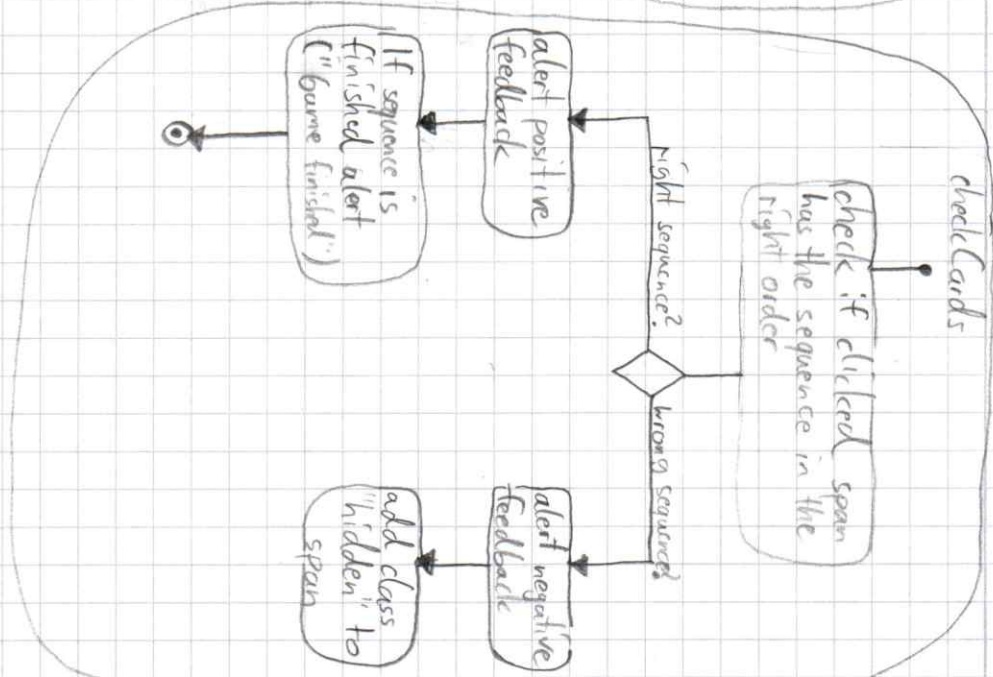 checkCards
check if clicked span
has the sequence in the
right order
right sequence?
wrong sequence?
alert positive
feedback
alert negative
feedback
If sequence is
finished alert
("Game finished")
add class
"hidden" to
span